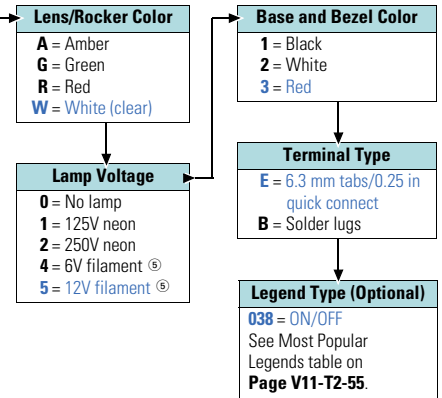 Lens/Rocker Color
A = Amber
G = Green
R = Red
W = White (clear)
Lamp Voltage
0 = No lamp
1 = 125V neon
2 = 250V neon
4 = 6V filament ⑤
5 = 12V filament ⑤
Base and Bezel Color
1 = Black
2 = White
3 = Red
Terminal Type
E = 6.3 mm tabs/0.25 in
quick connect
B = Solder lugs
Legend Type (Optional)
038 = ON/OFF
See Most Popular
Legends table on
Page V11-T2-55.